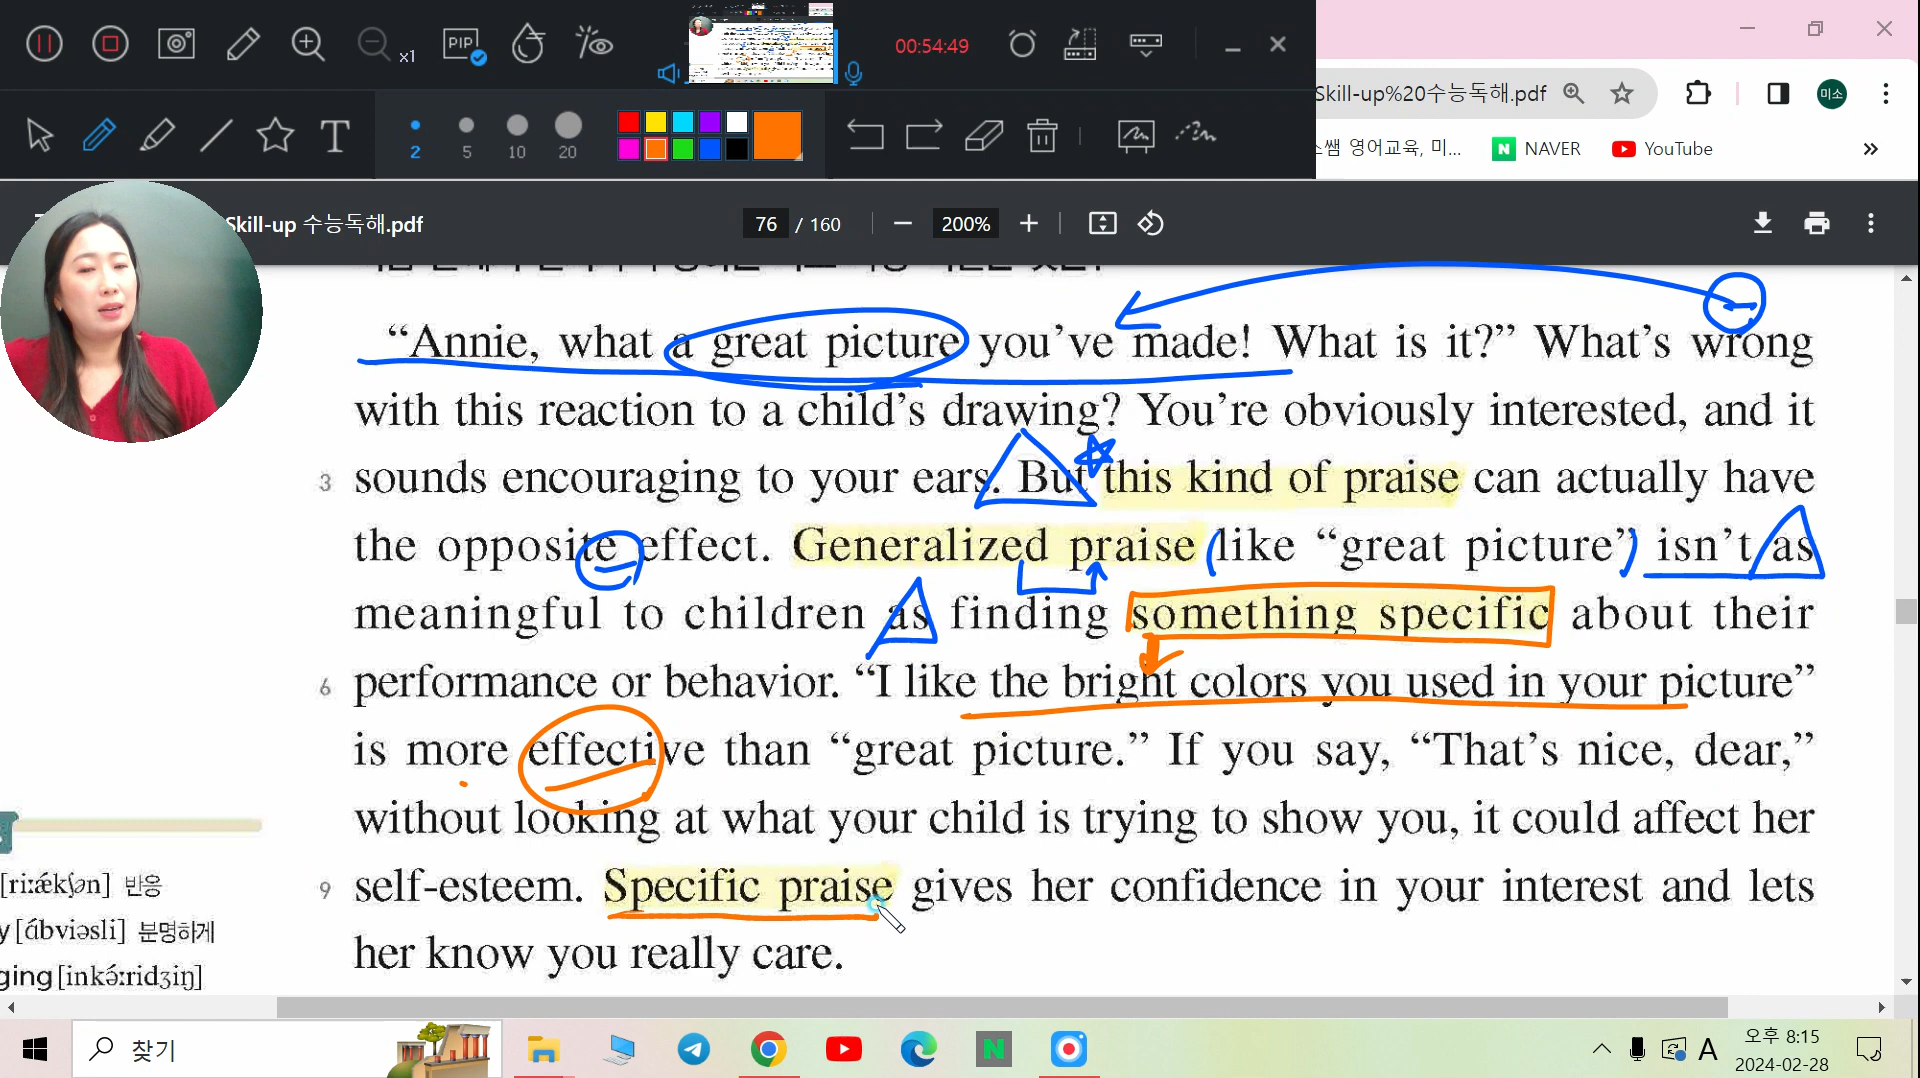 x1
PIP
00:54:49
2
5
10
20
T
Skill-up%20수능독해.pdf
미소
쌤 영어교육, 미...
N NAVER
YouTube
Skill-up 수능독해.pdf
76 / 160
200%
“Annie, what a great picture you’ve made! What is it?” What’s wrong
with this reaction to a child’s drawing? You’re obviously interested, and it
3 sounds encouraging to your ears. But this kind of praise can actually have
the opposite effect. Generalized praise (like “great picture”) isn’t as
meaningful to children as finding something specific about their
6 performance or behavior. “I like the bright colors you used in your picture”
is more effective than “great picture.” If you say, “That’s nice, dear,”
without looking at what your child is trying to show you, it could affect her
9 self-esteem. Specific praise gives her confidence in your interest and lets
her know you really care.
[riːǽkʃən] 반응
y [ábviəsli] 분명하게
ging [inkə́ːridʒiŋ]
찾기
N
A
오후 8:15
2024-02-28